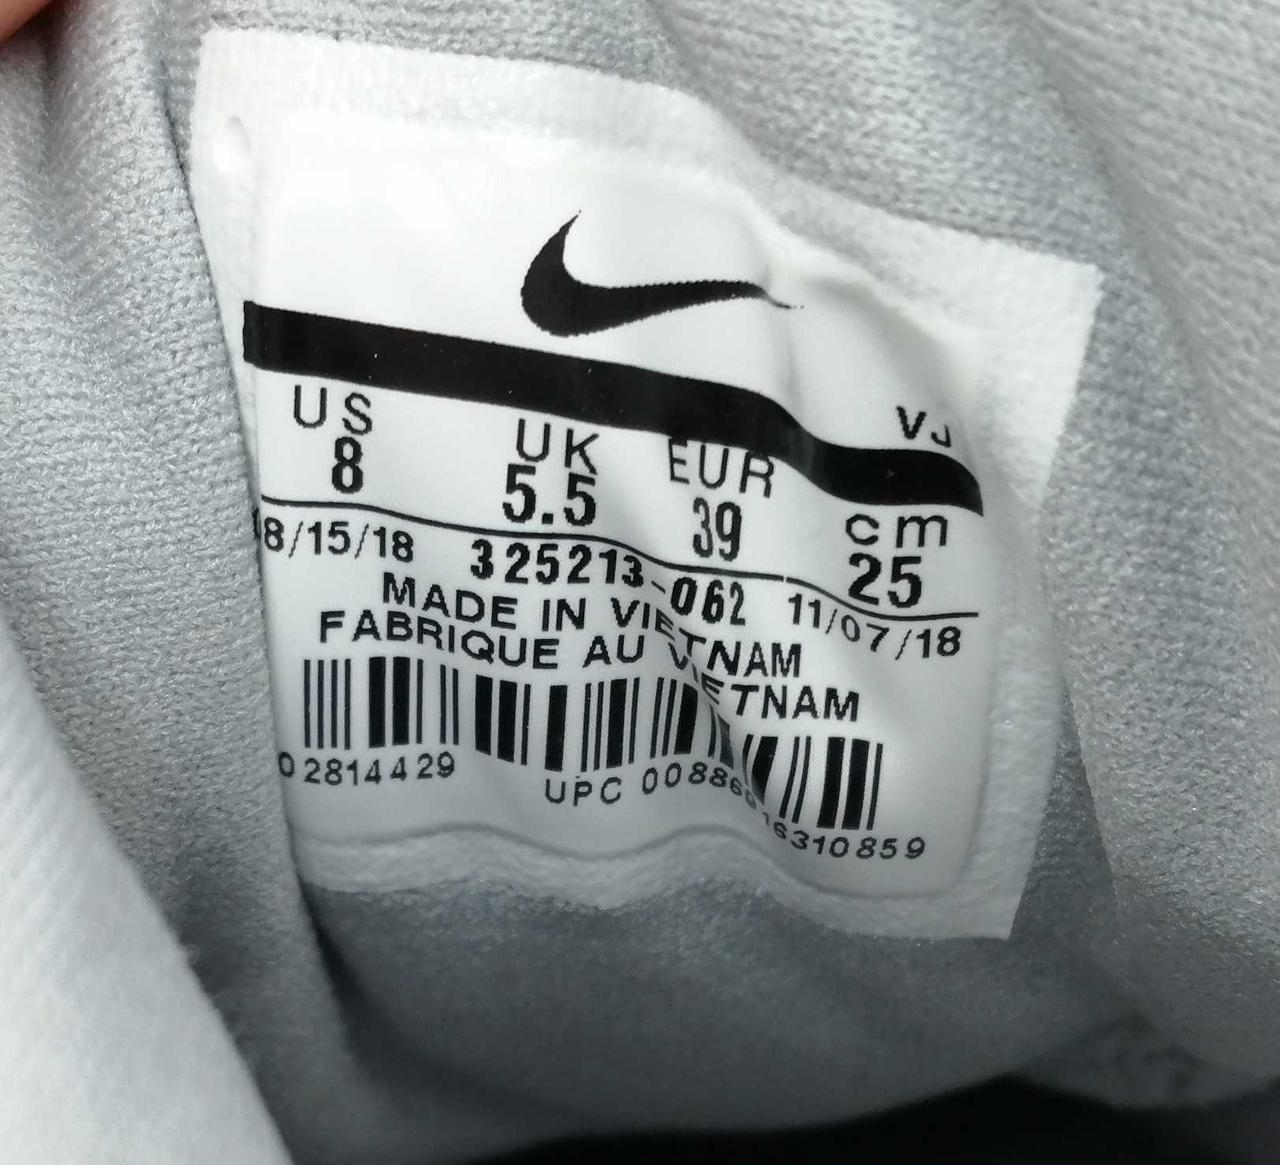 VJ
US UK EUR cm
8 5.5 39 25
8/15/18 325213-062 11/07/18
MADE IN VIETNAM
FABRIQUE AU VIETNAM
02814429 UPC 00886916310859